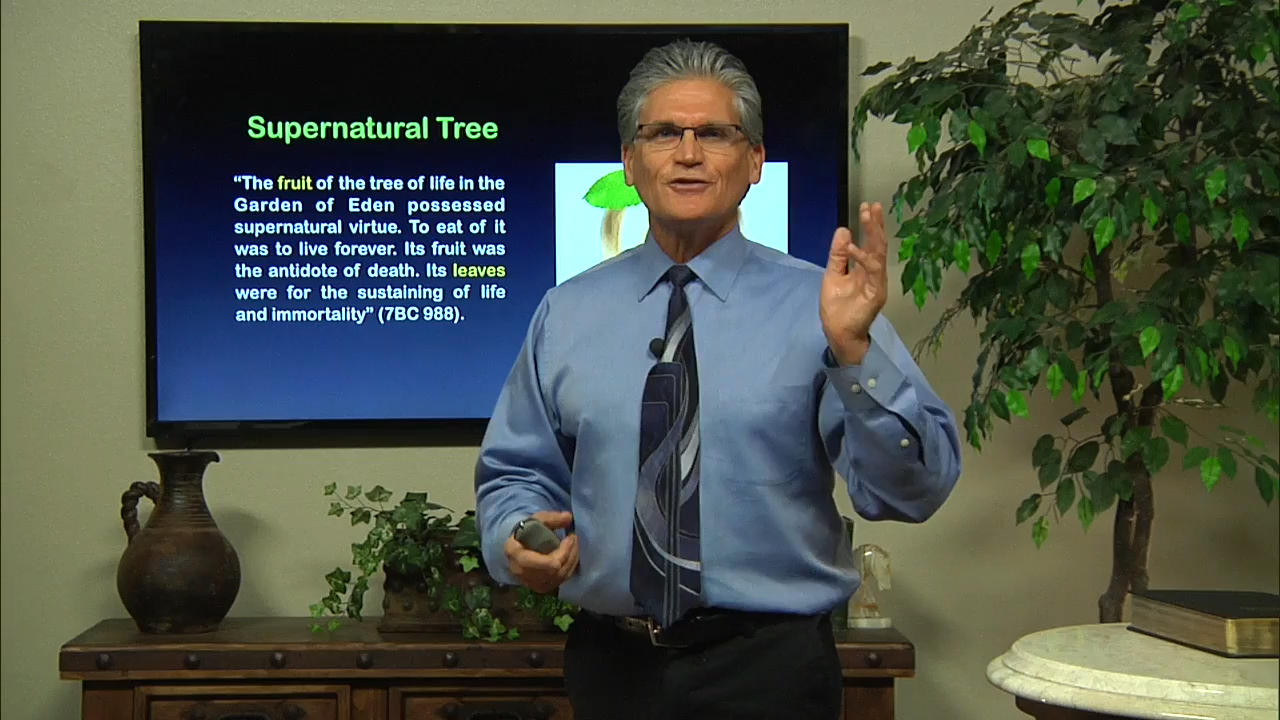 Supernatural Tree
“The fruit of the tree of life in the
Garden of Eden possessed
supernatural virtue. To eat of it
was to live forever. Its fruit was
the antidote of death. Its leaves
were for the sustaining of life
and immortality” (7BC 988).